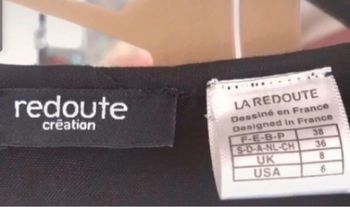 redoute
création
LA REDOUTE
Dessiné en France
Designed in France
F-E-B-P 38
S-D-A-NL-CH 36
UK 8
USA 6